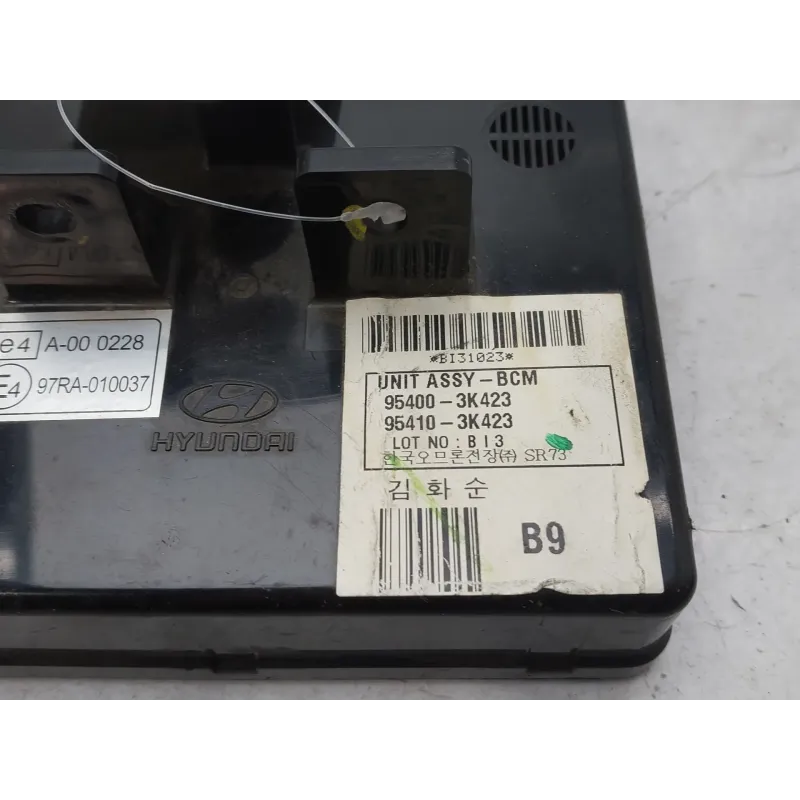 e4 A-00 0228
E4 97RA-010037
HYUNDAI
*BI31023*
UNIT ASSY-BCM
95400-3K423
95410-3K423
LOT NO: BI3
한국오므론전장㈜ SR73
김화순
B9